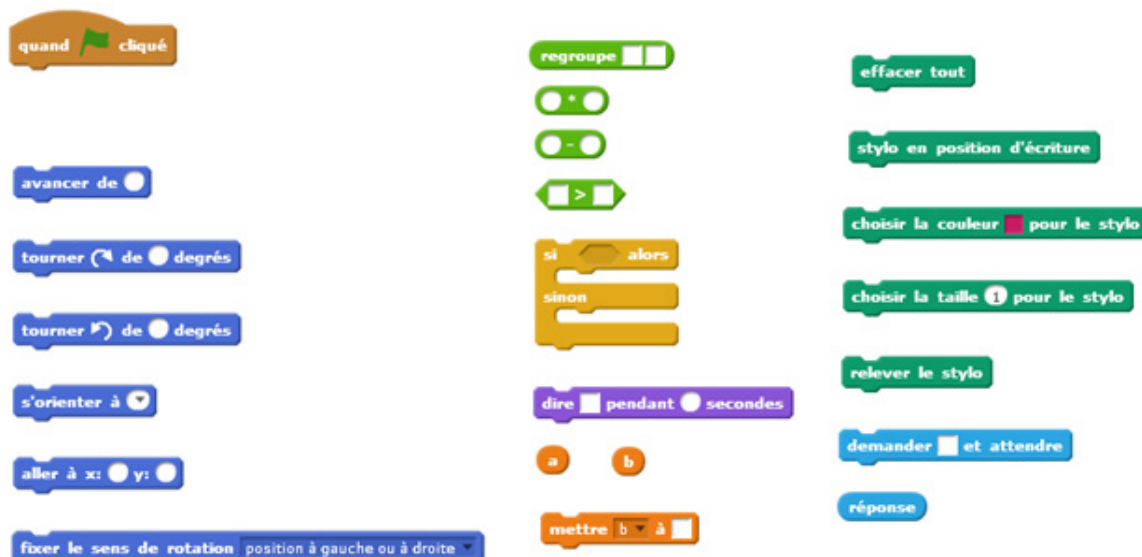 quand cliqué
avancer de
tourner de degrés
tourner de degrés
s'orienter à
aller à x: y:
fixer le sens de rotation position à gauche ou à droite
regroupe
*
-
>
si alors
sinon
dire pendant secondes
a b
mettre b à
effacer tout
stylo en position d'écriture
choisir la couleur pour le stylo
choisir la taille 1 pour le stylo
relever le stylo
demander et attendre
réponse